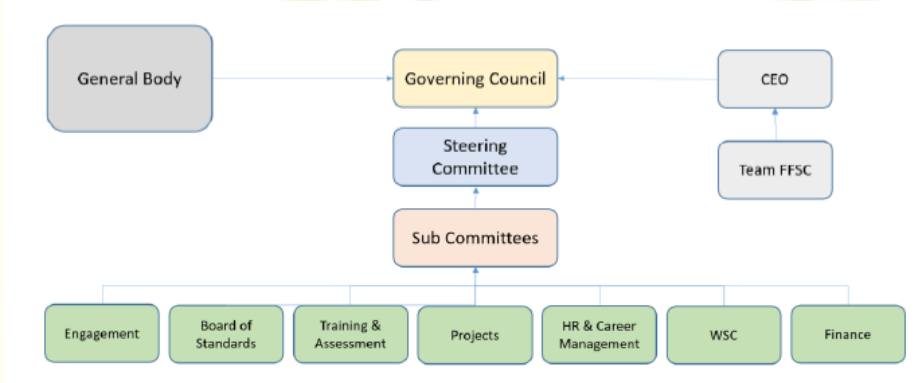 General Body
Governing Council
CEO
Steering
Committee
Team FFSC
Sub Committees
Engagement
Board of
Standards
Training &
Assessment
Projects
HR & Career
Management
WSC
Finance